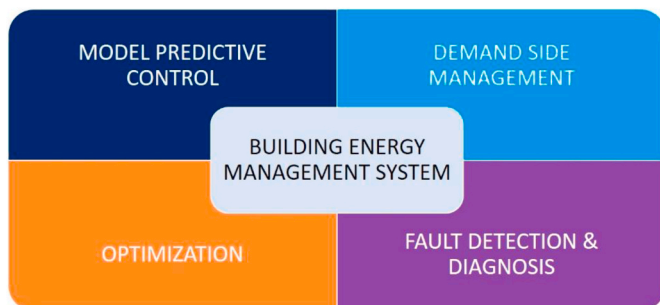 MODEL PREDICTIVE
CONTROL
DEMAND SIDE
MANAGEMENT
BUILDING ENERGY
MANAGEMENT SYSTEM
OPTIMIZATION
FAULT DETECTION &
DIAGNOSIS